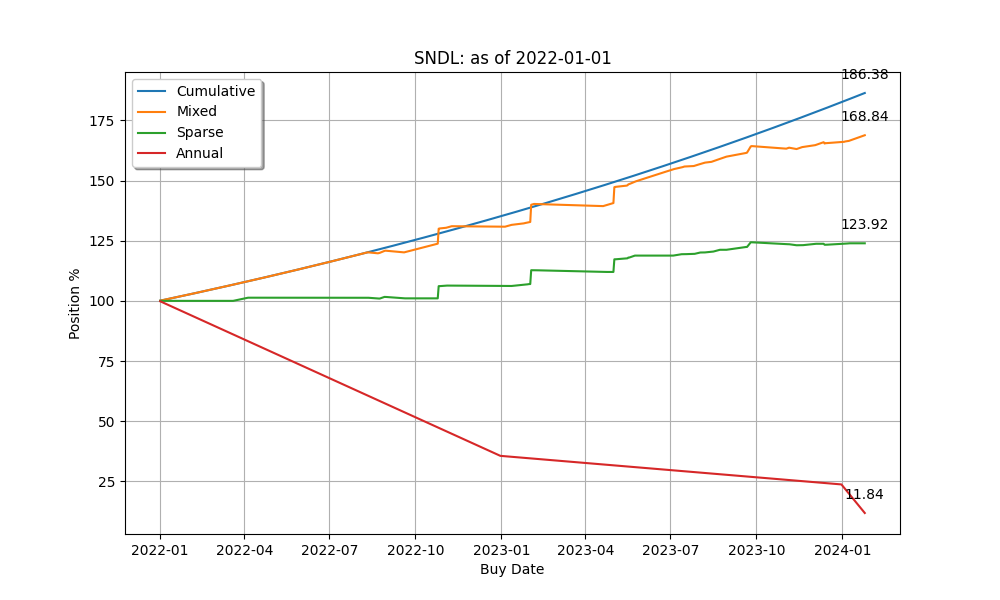 SNDL: as of 2022-01-01
Cumulative
Mixed
Sparse
Annual
186.38
168.84
123.92
11.84
175
150
125
100
75
50
25
Position %
2022-01 2022-04 2022-07 2022-10 2023-01 2023-04 2023-07 2023-10 2024-01
Buy Date